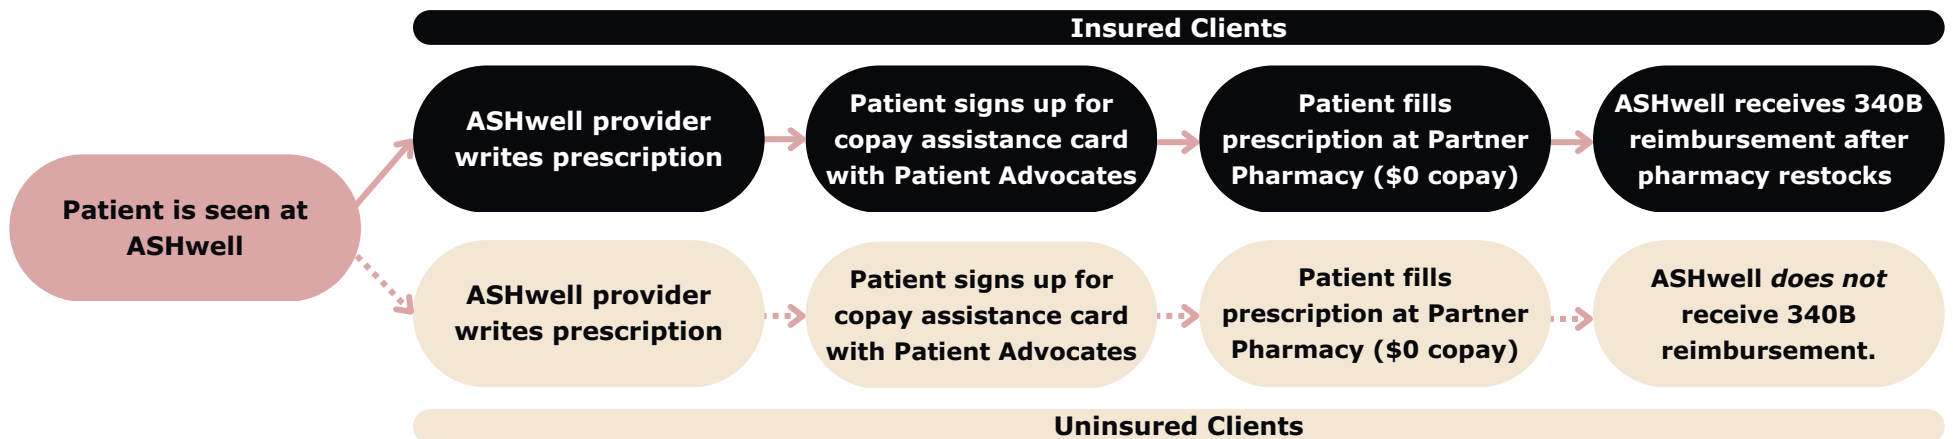 Insured Clients
Patient is seen at
ASHwell
ASHwell provider
writes prescription
Patient signs up for
copay assistance card
with Patient Advocates
Patient fills
prescription at Partner
Pharmacy ($0 copay)
ASHwell receives 340B
reimbursement after
pharmacy restocks
ASHwell provider
writes prescription
Patient signs up for
copay assistance card
with Patient Advocates
Patient fills
prescription at Partner
Pharmacy ($0 copay)
ASHwell does not
receive 340B
reimbursement.
Uninsured Clients